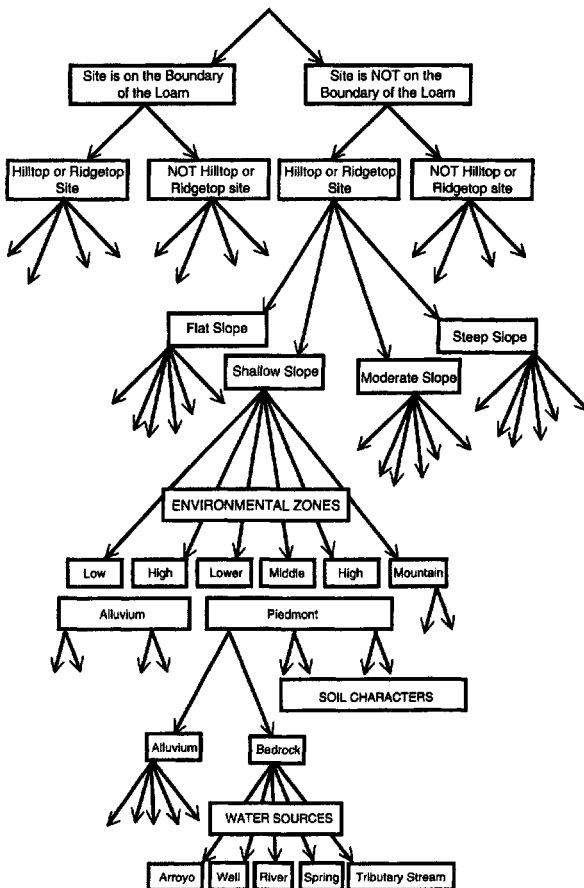 Site is on the Boundary
of the Loam
Site is NOT on the
Boundary of the Loam
Hilltop or Ridgetop
Site
NOT Hilltop or
Ridgetop site
Hilltop or Ridgetop
Site
NOT Hilltop or
Ridgetop site
Flat Slope
Steep Slope
Shallow Slope
Moderate Slope
ENVIRONMENTAL ZONES
Low
High
Lower
Middle
High
Mountain
Alluvium
Piedmont
SOIL CHARACTERS
Alluvium
Bedrock
WATER SOURCES
Arroyo
Well
River
Spring
Tributary Stream